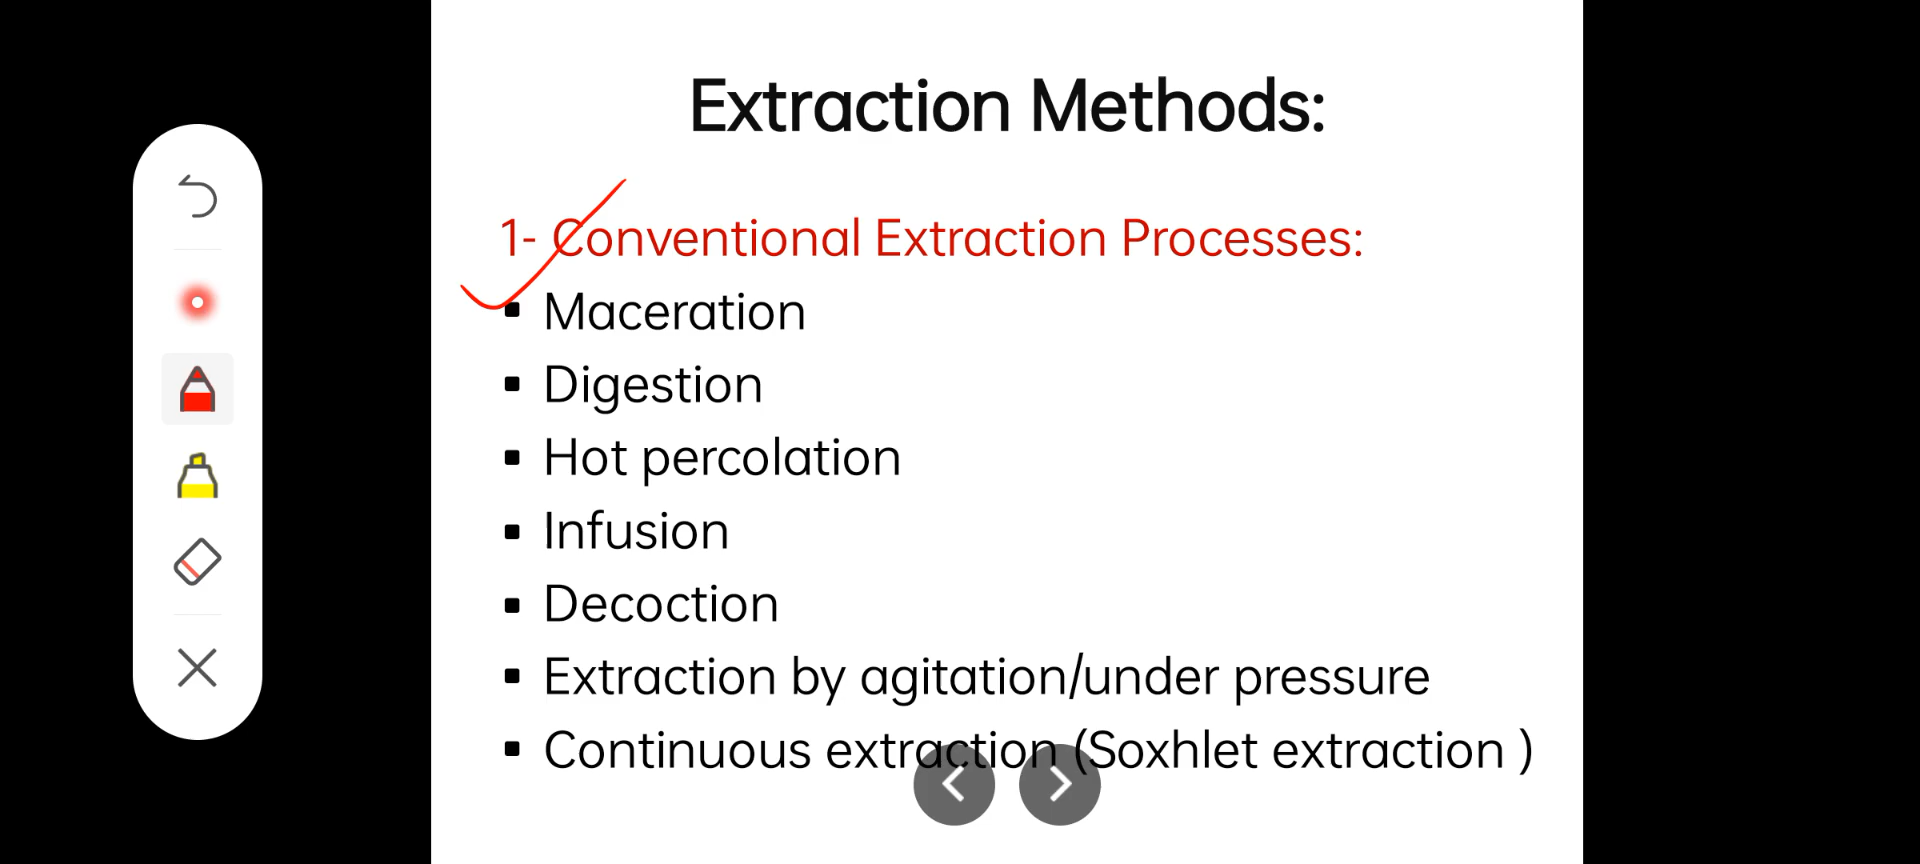 Extraction Methods:
1- Conventional Extraction Processes:
▪ Maceration
▪ Digestion
▪ Hot percolation
▪ Infusion
▪ Decoction
▪ Extraction by agitation/under pressure
▪ Continuous extraction (Soxhlet extraction )